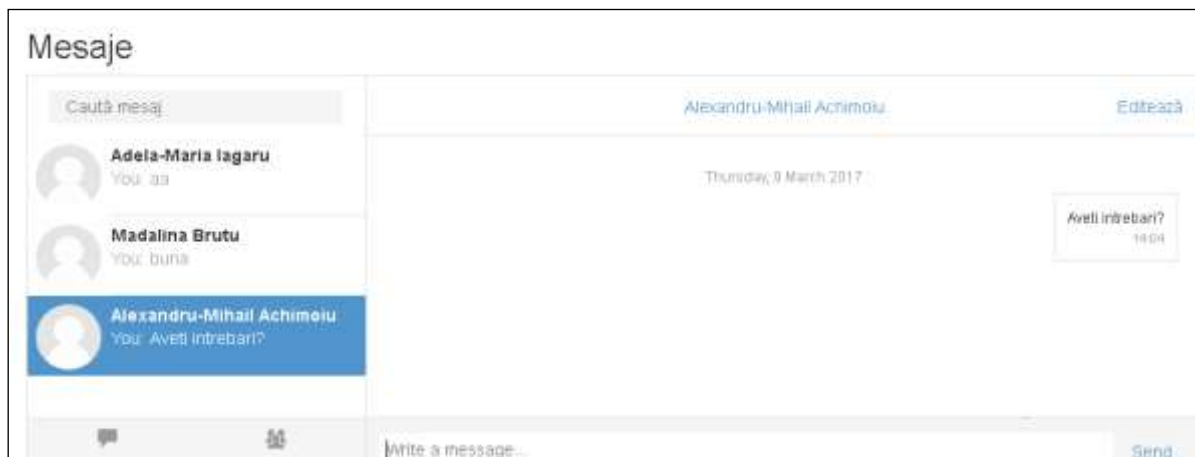 Mesaje
Caută mesaj
Adela-Maria Iagaru
You: aa
Madalina Brutu
You: buna
Alexandru-Mihail Achimoiu
You: Aveti intrebari?
Alexandru-Mihail Achimoiu
Editează
Thursday, 9 March 2017
Aveti intrebari?
14:04
Write a message...
Send